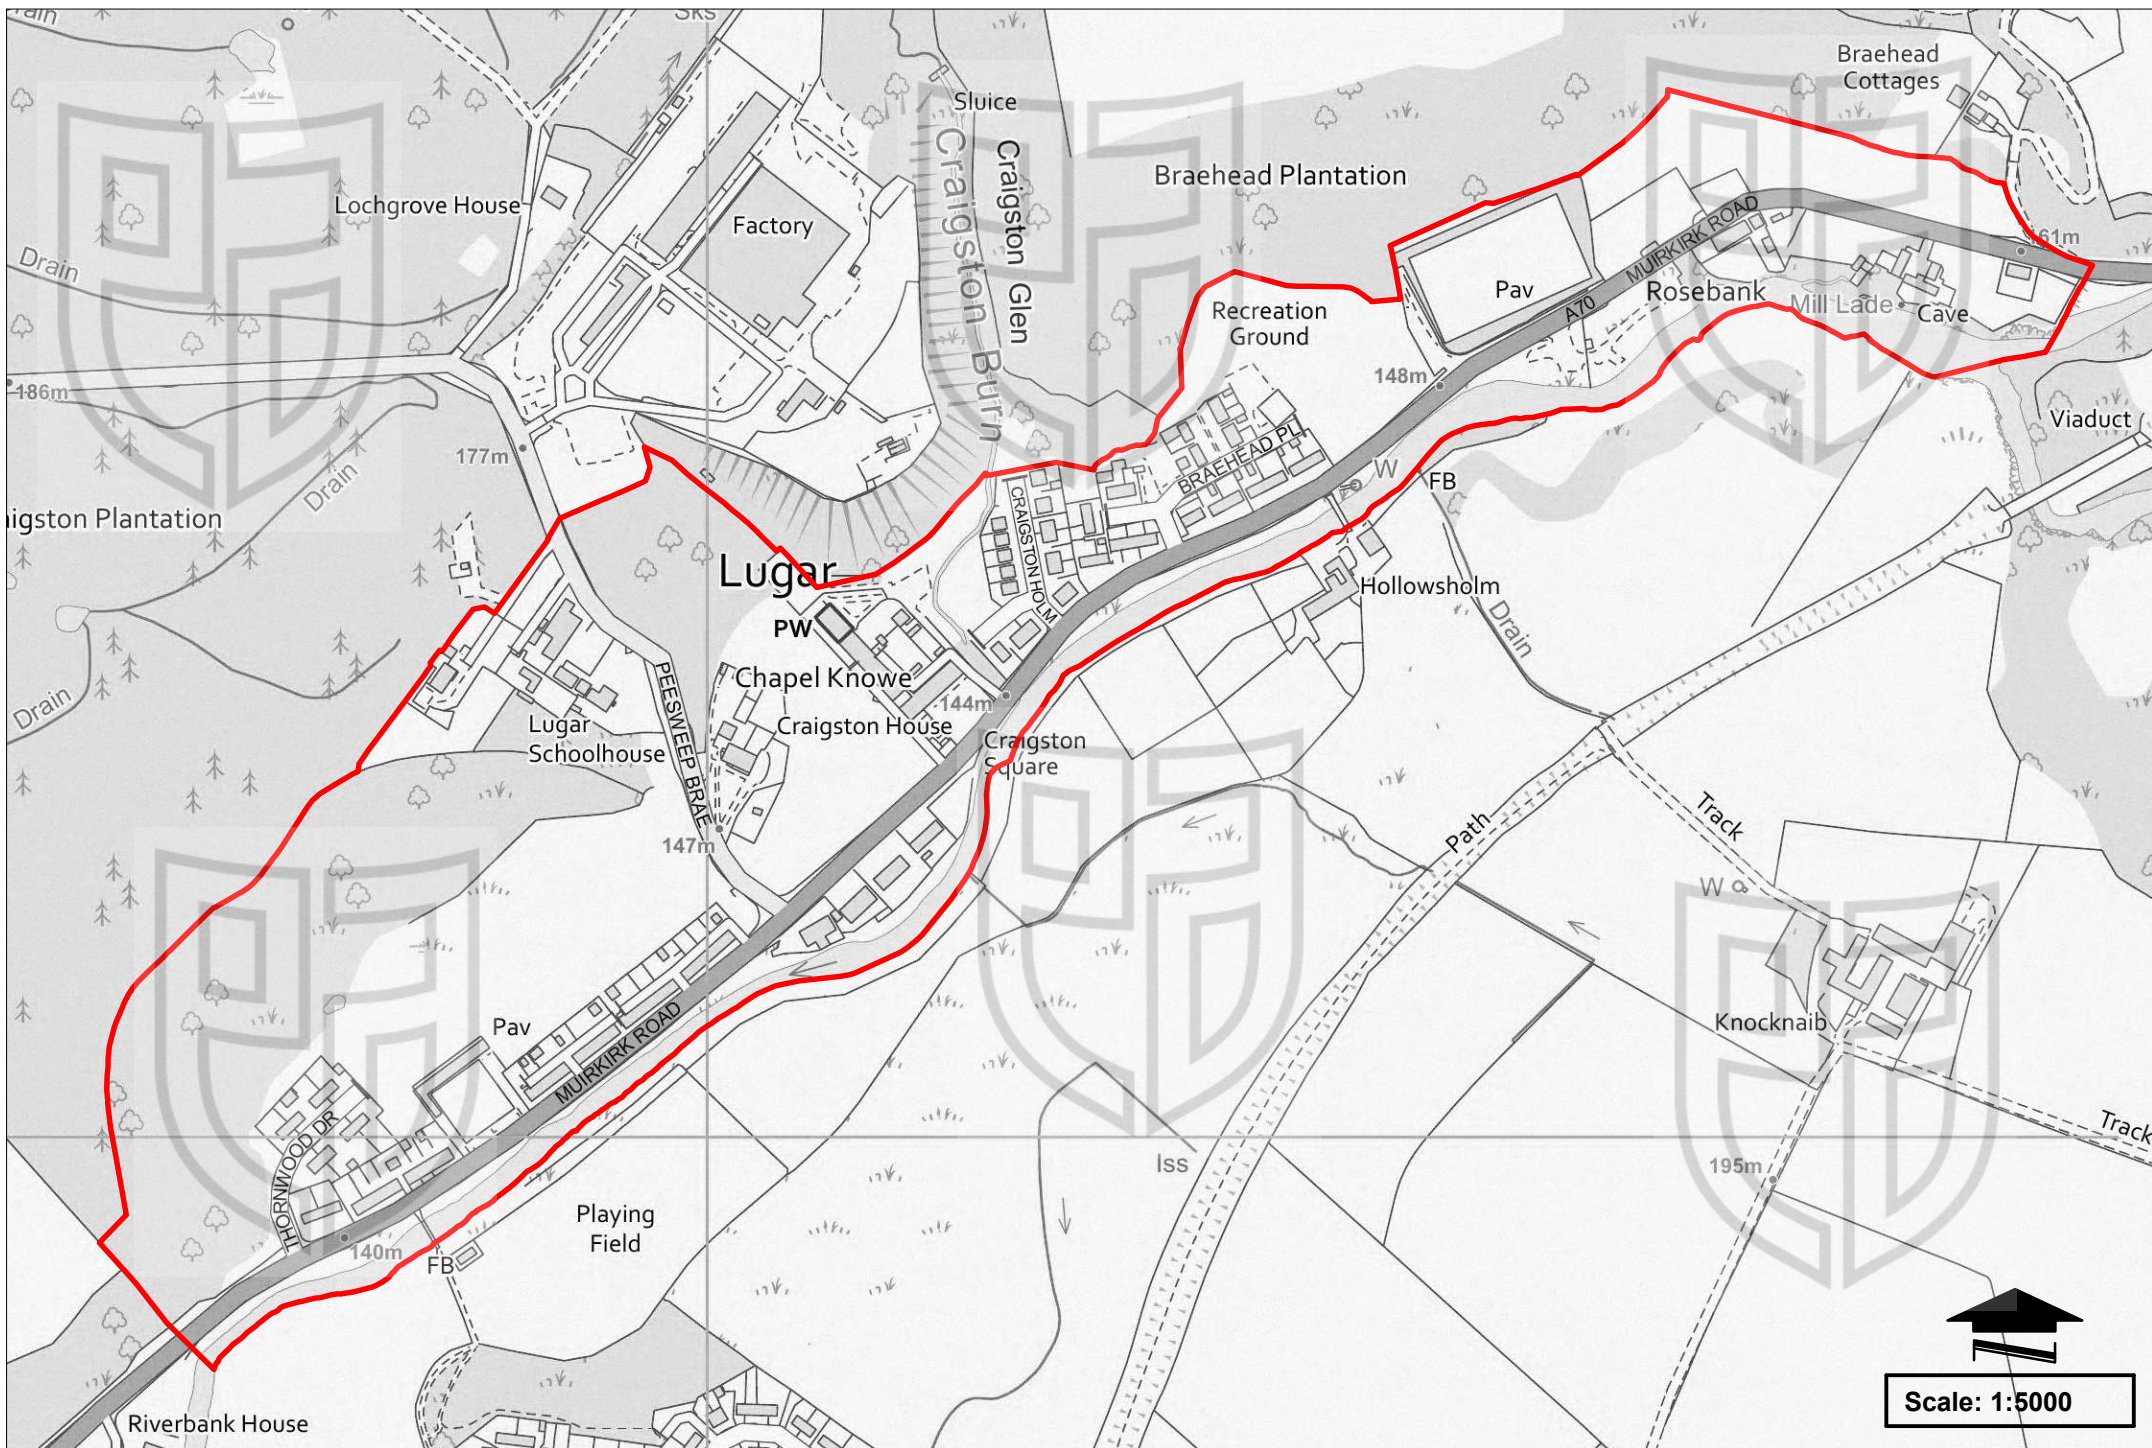 Sks
Braehead
Cottages
Sluice
Craigston Burn
Craigston Glen
Braehead Plantation
Lochgrove House
Factory
Drain
161m
Pav
MUIRKIRK ROAD
A70
Rosebank
Mill Lade
Cave
Recreation
Ground
186m
148m
Viaduct
177m
BRAEHEAD PL
W
FB
Drain
CRAIGSTON HOLM
Lugar
Hollowsholm
PW
Drain
Drain
PEESWEEP BRAE
Chapel Knowe
144m
Craigston House
Lugar
Schoolhouse
Craigston
Square
147m
Path
Track
W
Pav
MUIRKIRK ROAD
Knocknaib
THORNWOOD DR
Track
Iss
195m
Playing
Field
140m
FB
Riverbank House
Scale: 1:5000